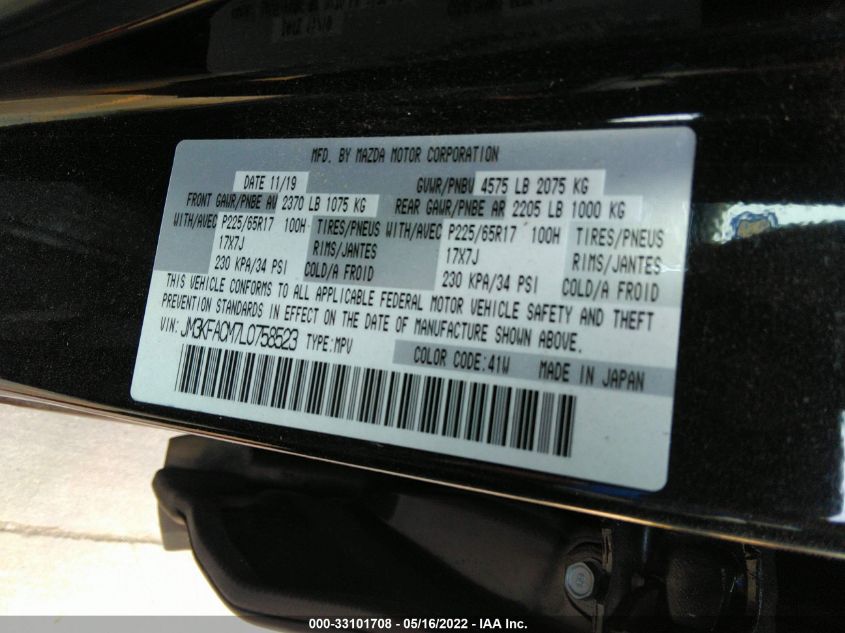 MFD. BY MAZDA MOTOR CORPORATION
DATE 11/19 GVWR/PNBV 4575 LB 2075 KG
FRONT GAWR/PNBE AV 2370 LB 1075 KG REAR GAWR/PNBE AR 2205 LB 1000 KG
WITH/AVEC P225/65R17 100H TIRES/PNEUS WITH/AVEC P225/65R17 100H TIRES/PNEUS
17X7J RIMS/JANTES 17X7J RIMS/JANTES
230 KPA/34 PSI COLD/A FROID 230 KPA/34 PSI COLD/A FROID
THIS VEHICLE CONFORMS TO ALL APPLICABLE FEDERAL MOTOR VEHICLE SAFETY AND THEFT
PREVENTION STANDARDS IN EFFECT ON THE DATE OF MANUFACTURE SHOWN ABOVE.
VIN: JM3KFACM7L0758523 TYPE:MPV
COLOR CODE:41W MADE IN JAPAN
000-33101708 - 05/16/2022 - IAA Inc.